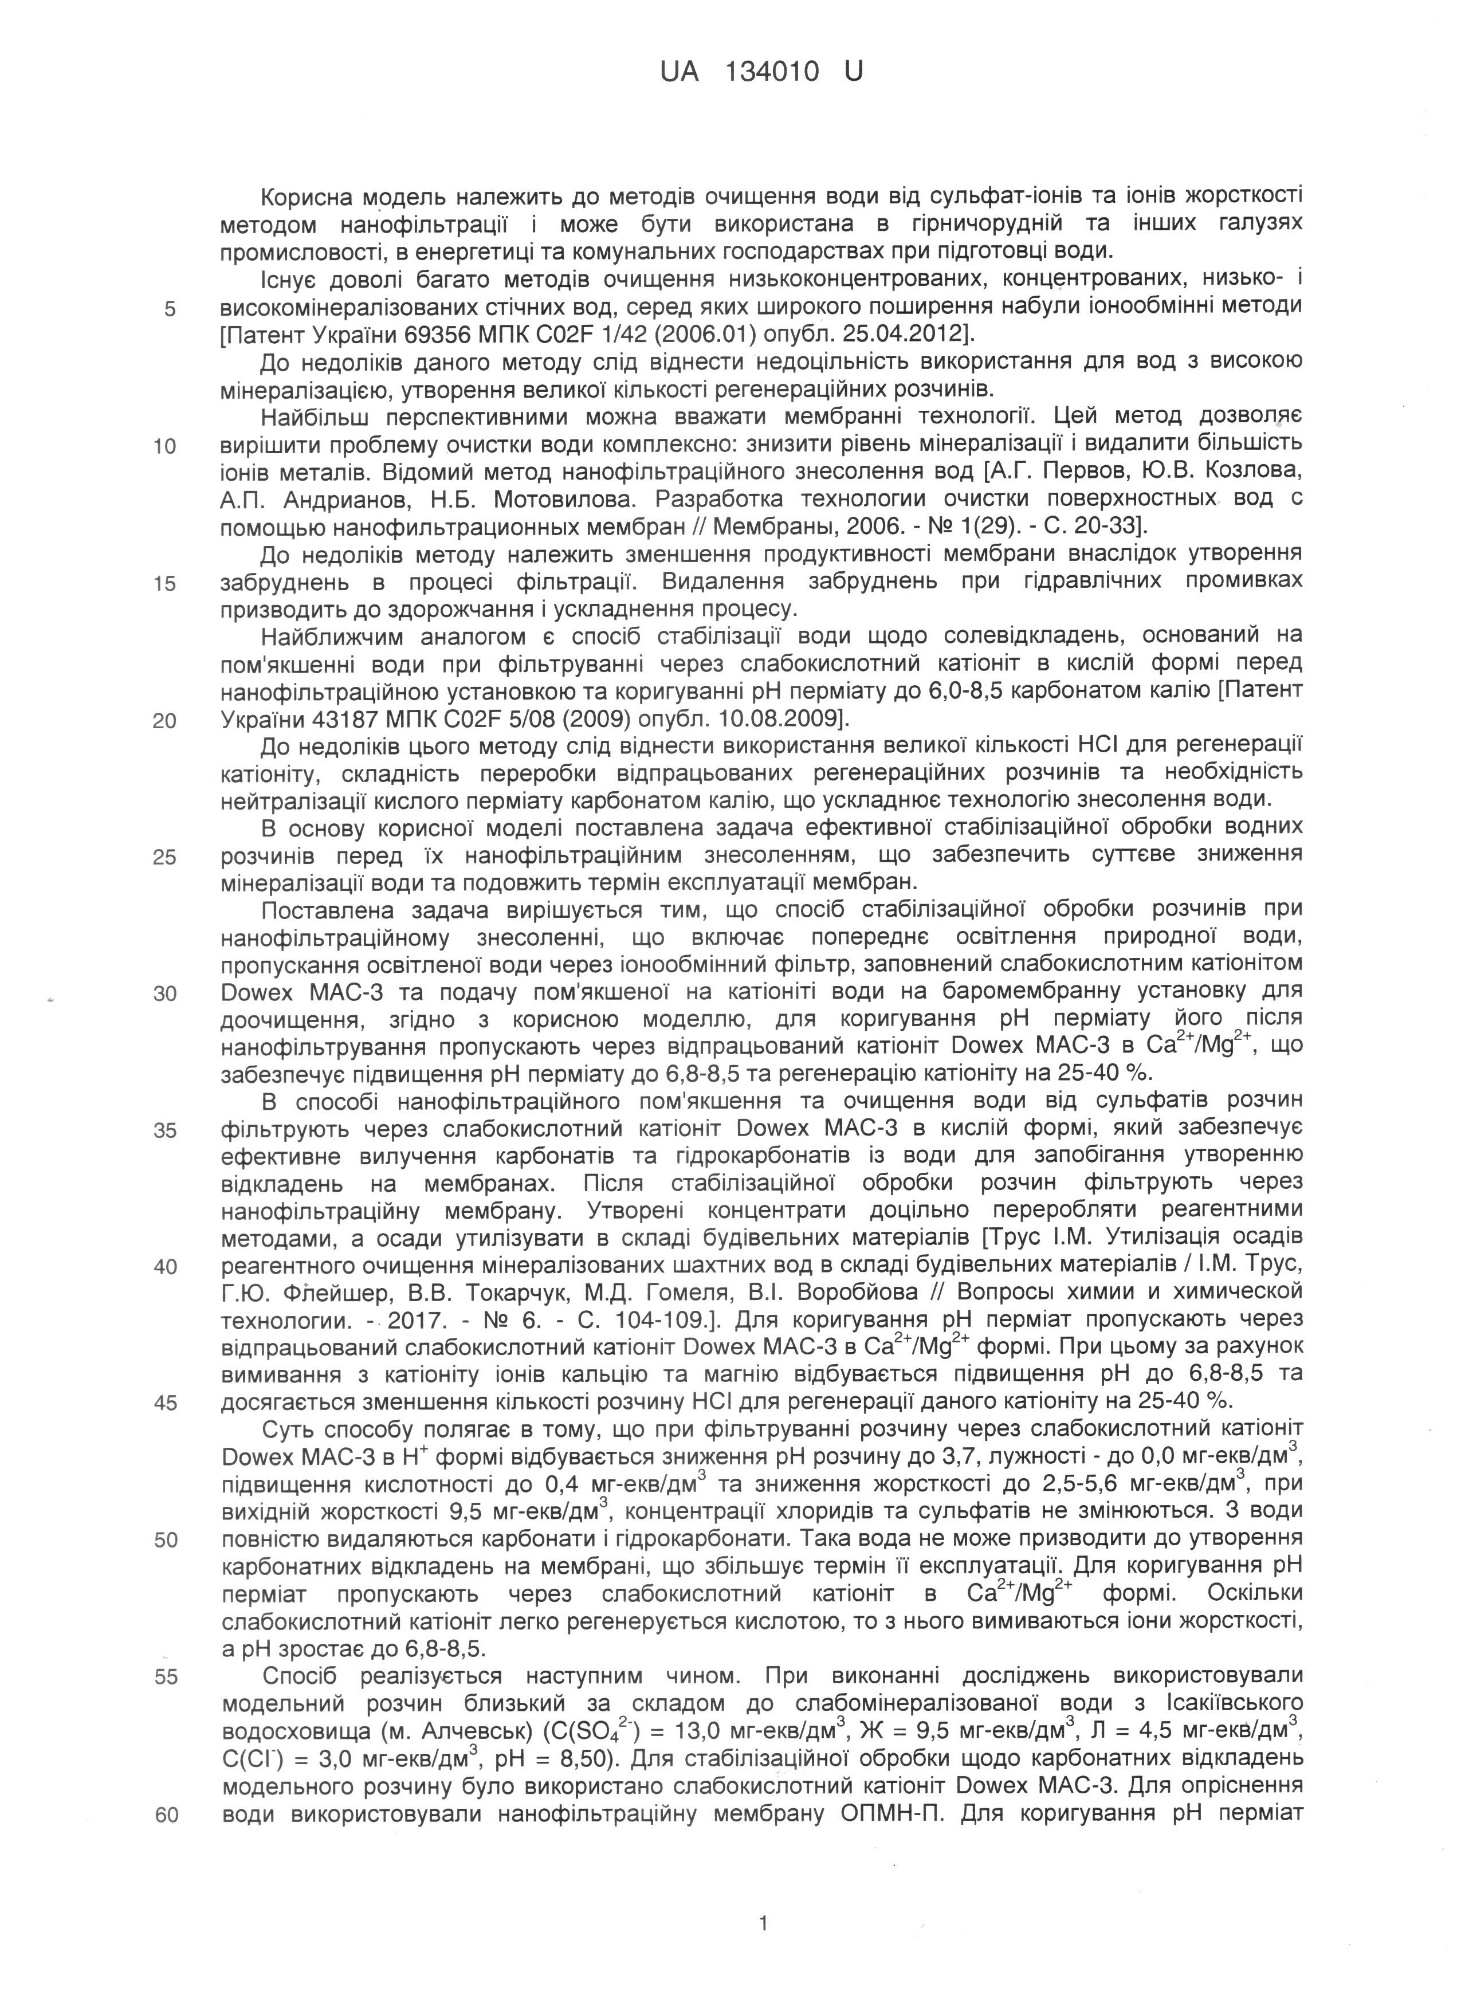 UA 134010 U
Корисна модель належить до методів очищення води від сульфат-іонів та іонів жорсткості
методом нанофільтрації і може бути використана в гірничорудній та інших галузях
промисловості, в енергетиці та комунальних господарствах при підготовці води.
Існує доволі багато методів очищення низькоконцентрованих, концентрованих, низько- і
5 високомінералізованих стічних вод, серед яких широкого поширення набули іонообмінні методи
[Патент України 69356 МПК C02F 1/42 (2006.01) опубл. 25.04.2012].
До недоліків даного методу слід віднести недоцільність використання для вод з високою
мінералізацією, утворення великої кількості регенераційних розчинів.
Найбільш перспективними можна вважати мембранні технології. Цей метод дозволяє
10 вирішити проблему очистки води комплексно: знизити рівень мінералізації і видалити більшість
іонів металів. Відомий метод нанофільтраційного знесолення вод [А.Г. Первов, Ю.В. Козлова,
А.П. Андрианов, Н.Б. Мотовилова. Разработка технологии очистки поверхностных вод с
помощью нанофильтрационных мембран // Мембраны, 2006. - № 1(29). - С. 20-33].
До недоліків методу належить зменшення продуктивності мембрани внаслідок утворення
15 забруднень в процесі фільтрації. Видалення забруднень при гідравлічних промивках
призводить до здорожчання і ускладнення процесу.
Найближчим аналогом є спосіб стабілізації води щодо солевідкладень, оснований на
пом'якшенні води при фільтруванні через слабокислотний катіоніт в кислій формі перед
нанофільтраційною установкою та коригуванні рН перміату до 6,0-8,5 карбонатом калію [Патент
20 України 43187 МПК C02F 5/08 (2009) опубл. 10.08.2009].
До недоліків цього методу слід віднести використання великої кількості HCl для регенерації
катіоніту, складність переробки відпрацьованих регенераційних розчинів та необхідність
нейтралізації кислого перміату карбонатом калію, що ускладнює технологію знесолення води.
В основу корисної моделі поставлена задача ефективної стабілізаційної обробки водних
25 розчинів перед їх нанофільтраційним знесоленням, що забезпечить суттєве зниження
мінералізації води та подовжить термін експлуатації мембран.
Поставлена задача вирішується тим, що спосіб стабілізаційної обробки розчинів при
нанофільтраційному знесоленні, що включає попереднє освітлення природної води,
пропускання освітленої води через іонообмінний фільтр, заповнений слабокислотним катіонітом
30 Dowex MAC-3 та подачу пом'якшеної на катіоніті води на баромембранну установку для
доочищення, згідно з корисною моделлю, для коригування рН перміату його після
нанофільтрування пропускають через відпрацьований катіоніт Dowex MAC-3 в Ca²⁺/Mg²⁺, що
забезпечує підвищення рН перміату до 6,8-8,5 та регенерацію катіоніту на 25-40 %.
В способі нанофільтраційного пом'якшення та очищення води від сульфатів розчин
35 фільтрують через слабокислотний катіоніт Dowex MAC-3 в кислій формі, який забезпечує
ефективне вилучення карбонатів та гідрокарбонатів із води для запобігання утворенню
відкладень на мембранах. Після стабілізаційної обробки розчин фільтрують через
нанофільтраційну мембрану. Утворені концентрати доцільно переробляти реагентними
методами, а осади утилізувати в складі будівельних матеріалів [Трус І.М. Утилізація осадів
40 реагентного очищення мінералізованих шахтних вод в складі будівельних матеріалів / І.М. Трус,
Г.Ю. Флейшер, В.В. Токарчук, М.Д. Гомеля, В.І. Воробйова // Вопросы химии и химической
технологии. - 2017. - № 6. - С. 104-109.]. Для коригування рН перміат пропускають через
відпрацьований слабокислотний катіоніт Dowex MAC-3 в Ca²⁺/Mg²⁺ формі. При цьому за рахунок
вимивання з катіоніту іонів кальцію та магнію відбувається підвищення рН до 6,8-8,5 та
45 досягається зменшення кількості розчину HCl для регенерації даного катіоніту на 25-40 %.
Суть способу полягає в тому, що при фільтруванні розчину через слабокислотний катіоніт
Dowex MAC-3 в H⁺ формі відбувається зниження рН розчину до 3,7, лужності - до 0,0 мг-екв/дм³,
підвищення кислотності до 0,4 мг-екв/дм³ та зниження жорсткості до 2,5-5,6 мг-екв/дм³, при
вихідній жорсткості 9,5 мг-екв/дм³, концентрації хлоридів та сульфатів не змінюються. З води
50 повністю видаляються карбонати і гідрокарбонати. Така вода не може призводити до утворення
карбонатних відкладень на мембрані, що збільшує термін її експлуатації. Для коригування рН
перміат пропускають через слабокислотний катіоніт в Ca²⁺/Mg²⁺ формі. Оскільки
слабокислотний катіоніт легко регенерується кислотою, то з нього вимиваються іони жорсткості,
а рН зростає до 6,8-8,5.
55 Спосіб реалізується наступним чином. При виконанні досліджень використовували
модельний розчин близький за складом до слабомінералізованої води з Ісакіївського
водосховища (м. Алчевськ) (C(SO₄²⁻) = 13,0 мг-екв/дм³, Ж = 9,5 мг-екв/дм³, Л = 4,5 мг-екв/дм³,
C(Cl⁻) = 3,0 мг-екв/дм³, рН = 8,50). Для стабілізаційної обробки щодо карбонатних відкладень
модельного розчину було використано слабокислотний катіоніт Dowex MAC-3. Для опріснення
60 води використовували нанофільтраційну мембрану ОПМН-П. Для коригування рН перміат
1